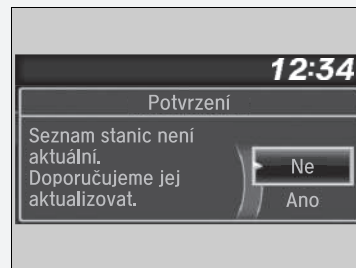 12:34
Potvrzení
Seznam stanic není
aktuální.
Doporučujeme jej
aktualizovat.
Ne
Ano